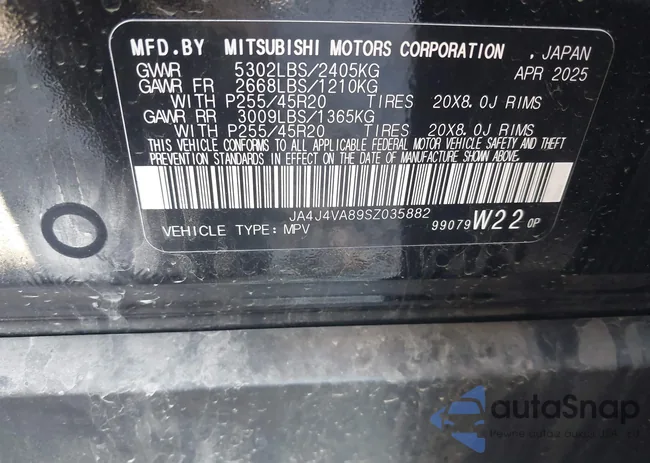 MFD.BY MITSUBISHI MOTORS CORPORATION , JAPAN
GVWR 5302LBS/2405KG APR 2025
GAWR FR 2668LBS/1210KG
WITH P255/45R20 TIRES 20X8.0J RIMS
GAWR RR 3009LBS/1365KG
WITH P255/45R20 TIRES 20X8.0J RIMS
THIS VEHICLE CONFORMS TO ALL APPLICABLE FEDERAL MOTOR VEHICLE SAFETY AND THEFT
PREVENTION STANDARDS IN EFFECT ON THE DATE OF MANUFACTURE SHOWN ABOVE.
JA4J4VA89SZ035882
VEHICLE TYPE: MPV 99079 W22 0P
autaSnap